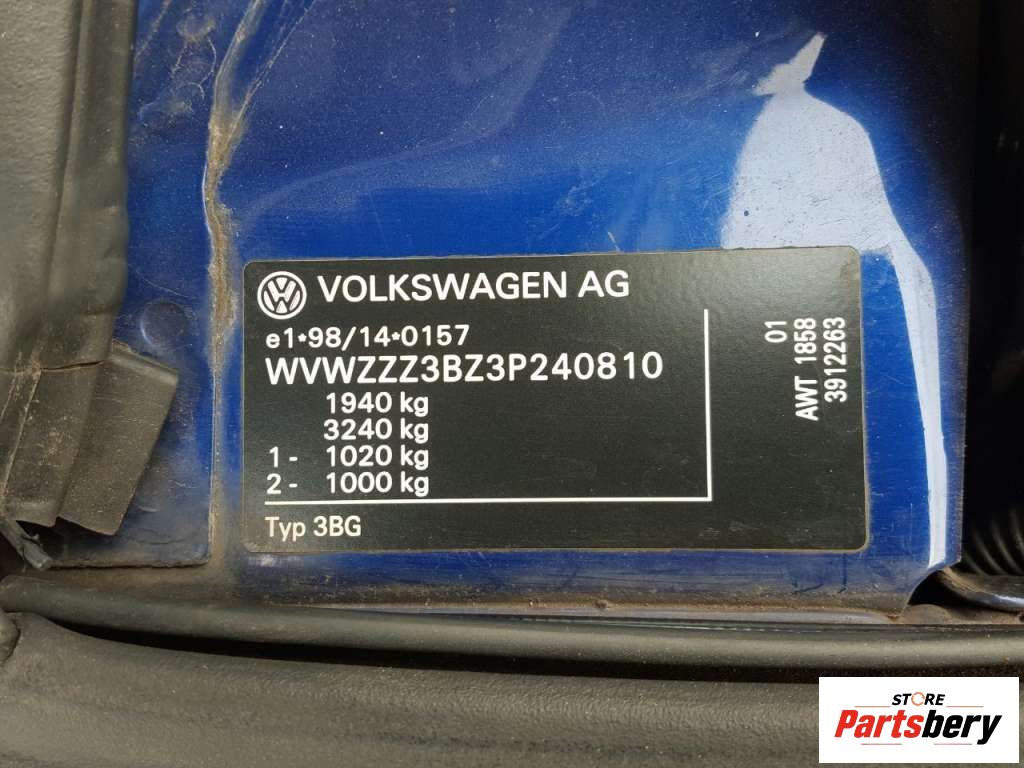 VOLKSWAGEN AG
e1*98/14*0157
WVWZZZ3BZ3P240810
1940 kg
3240 kg
1- 1020 kg
2- 1000 kg
Typ 3BG
01
AWT 1858
3912263
STORE
Partsbery